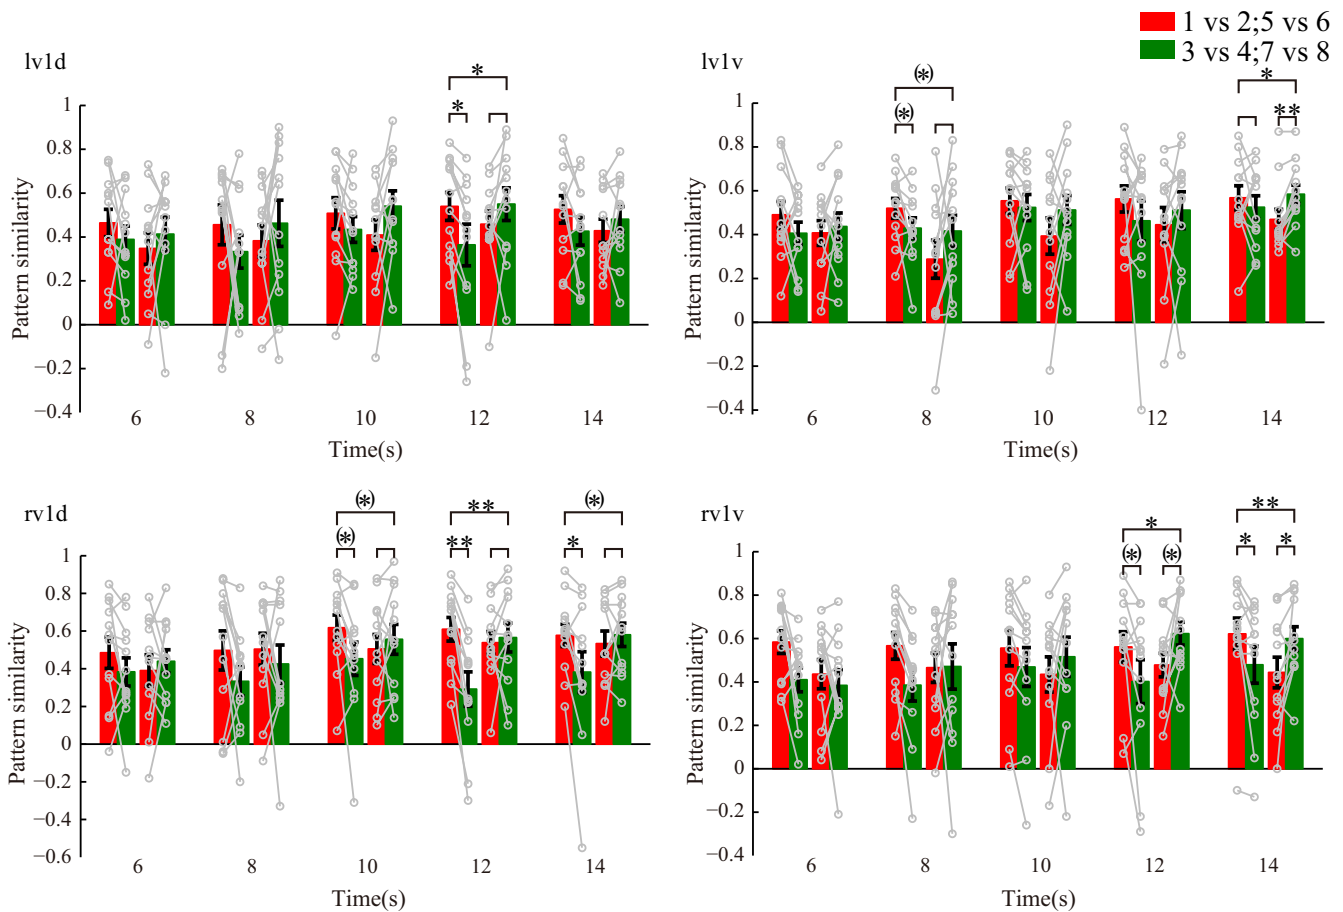 1 vs 2;5 vs 6
3 vs 4;7 vs 8
lv1d
*
*
Pattern similarity
1
0.8
0.6
0.4
0.2
0
−0.2
−0.4
6 8 10 12 14
Time(s)
lv1v
(*) *
(*) **
Pattern similarity
1
0.8
0.6
0.4
0.2
0
−0.2
−0.4
6 8 10 12 14
Time(s)
rv1d
(*) ** (*)
(*) ** *
Pattern similarity
1
0.8
0.6
0.4
0.2
0
−0.2
−0.4
−0.6
6 8 10 12 14
Time(s)
rv1v
* **
(*) (*) * *
Pattern similarity
1
0.8
0.6
0.4
0.2
0
−0.2
−0.4
6 8 10 12 14
Time(s)